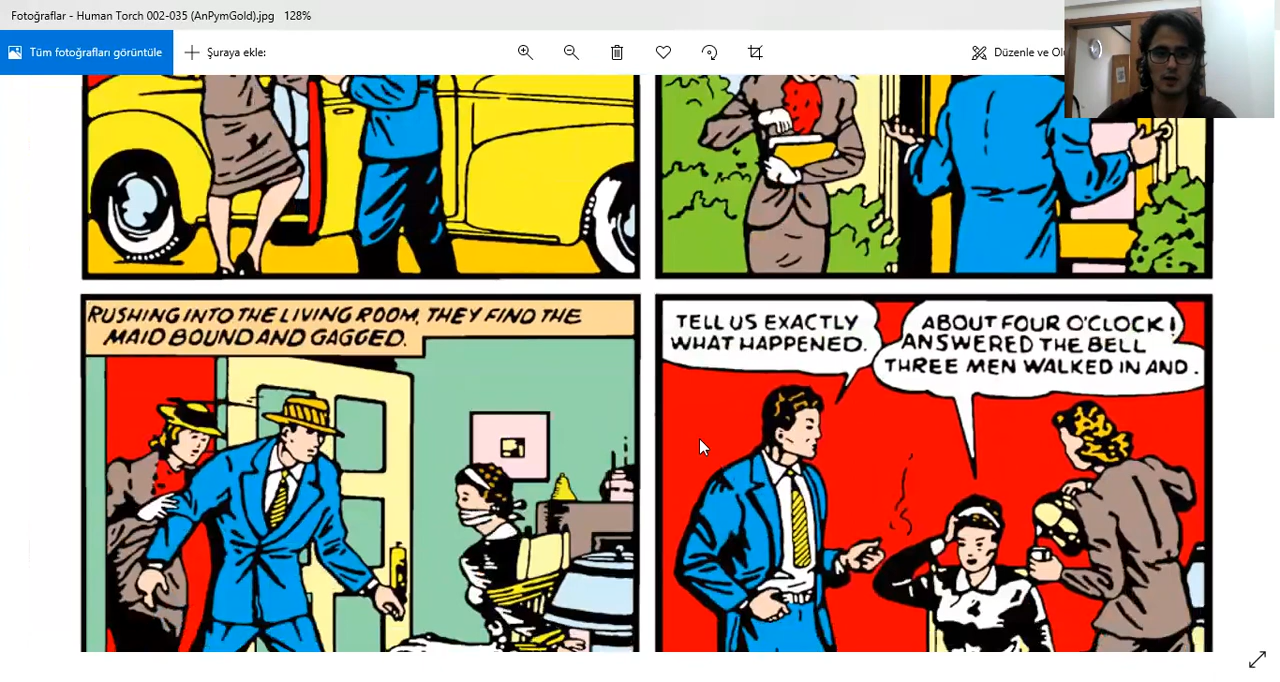 Fotoğraflar - Human Torch 002-035 (AnPymGold).jpg 128%
Tüm fotoğrafları görüntüle
Şuraya ekle:
Düzenle ve Ol
RUSHING INTO THE LIVING ROOM, THEY FIND THE
MAID BOUND AND GAGGED.
TELL US EXACTLY
WHAT HAPPENED.
ABOUT FOUR O'CLOCK I
ANSWERED THE BELL
THREE MEN WALKED IN AND.